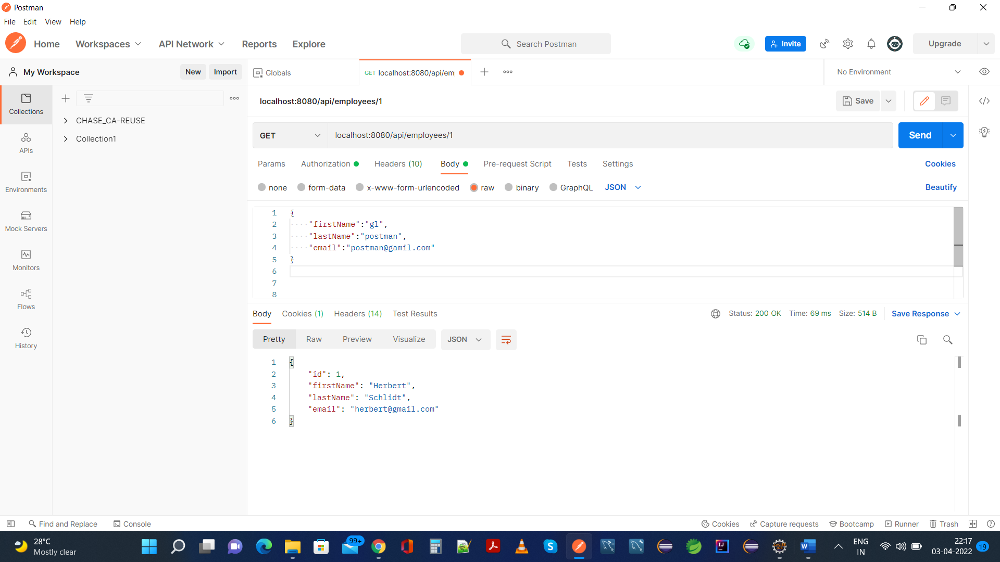 Postman
File Edit View Help
Home Workspaces API Network Reports Explore Search Postman Invite Upgrade
My Workspace New Import Globals GET localhost:8080/api/em No Environment
localhost:8080/api/employees/1 Save
Collections
CHASE_CA-REUSE
Collection1
APIs
Environments
Mock Servers
Monitors
Flows
History
GET localhost:8080/api/employees/1 Send
Params Authorization Headers (10) Body Pre-request Script Tests Settings Cookies
none form-data x-www-form-urlencoded raw binary GraphQL JSON Beautify
1 {
2 "firstName":"gl",
3 "lastName":"postman",
4 "email":"postman@gamil.com"
5 }
6
7
8
Body Cookies (1) Headers (14) Test Results Status: 200 OK Time: 69 ms Size: 514 B Save Response
Pretty Raw Preview Visualize JSON
1 {
2 "id": 1,
3 "firstName": "Herbert",
4 "lastName": "Schlidt",
5 "email": "herbert@gmail.com"
6 }
Find and Replace Console Cookies Capture requests Bootcamp Runner Trash
28°C
Mostly clear
99+
ENG
IN
22:17
03-04-2022
19